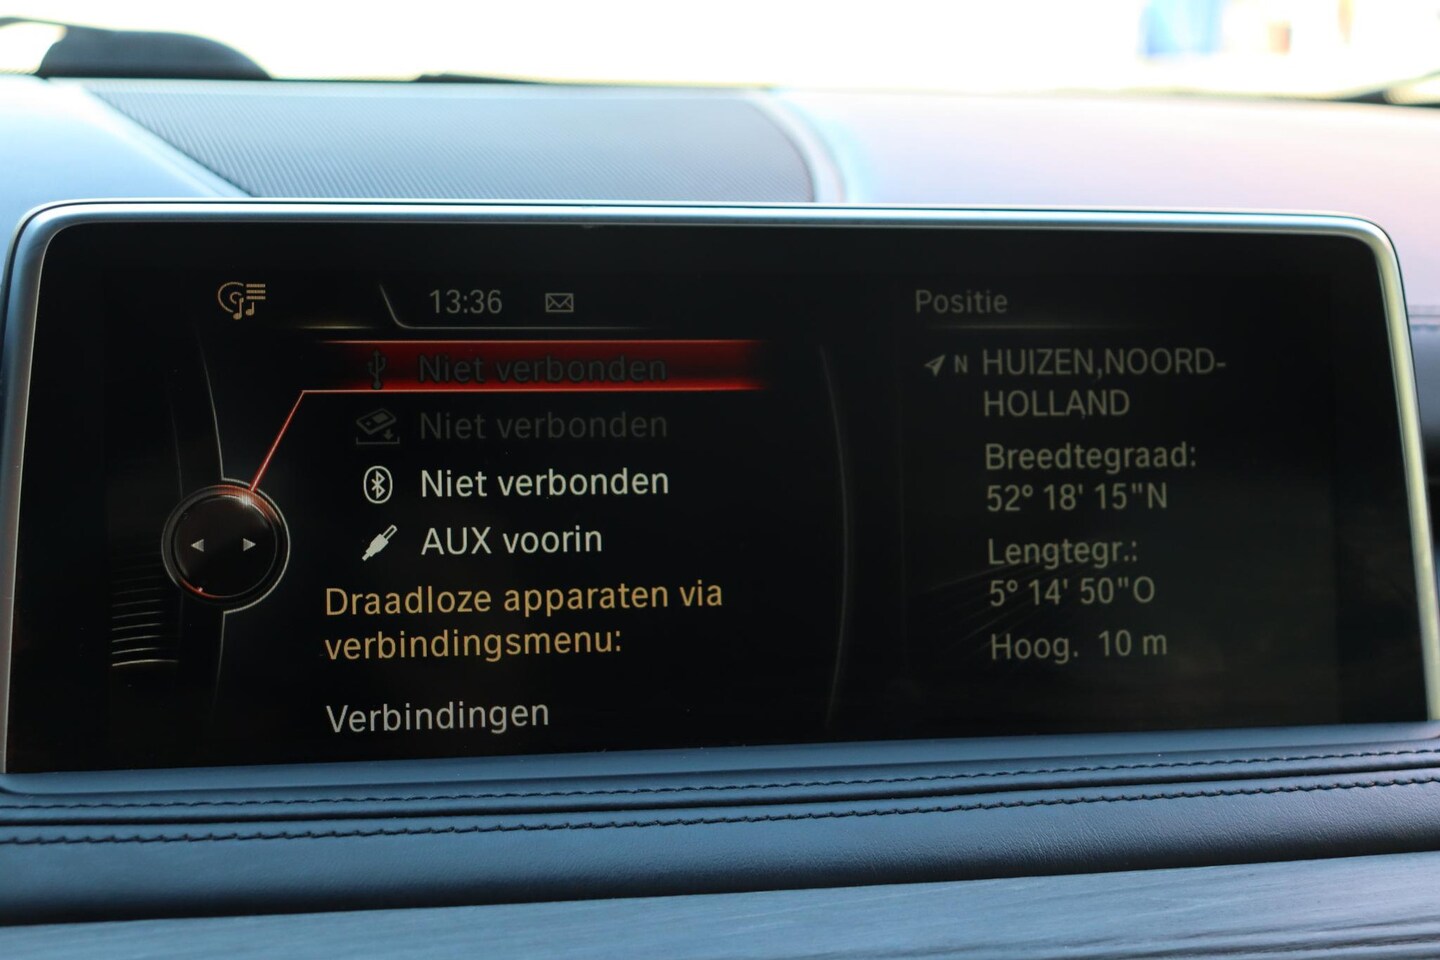 13:36
Niet verbonden
Niet verbonden
Niet verbonden
AUX voorin
Draadloze apparaten via
verbindingsmenu:
Verbindingen
Positie
N HUIZEN,NOORD-
HOLLAND
Breedtegraad:
52° 18' 15"N
Lengtegr.:
5° 14' 50"O
Hoog. 10 m